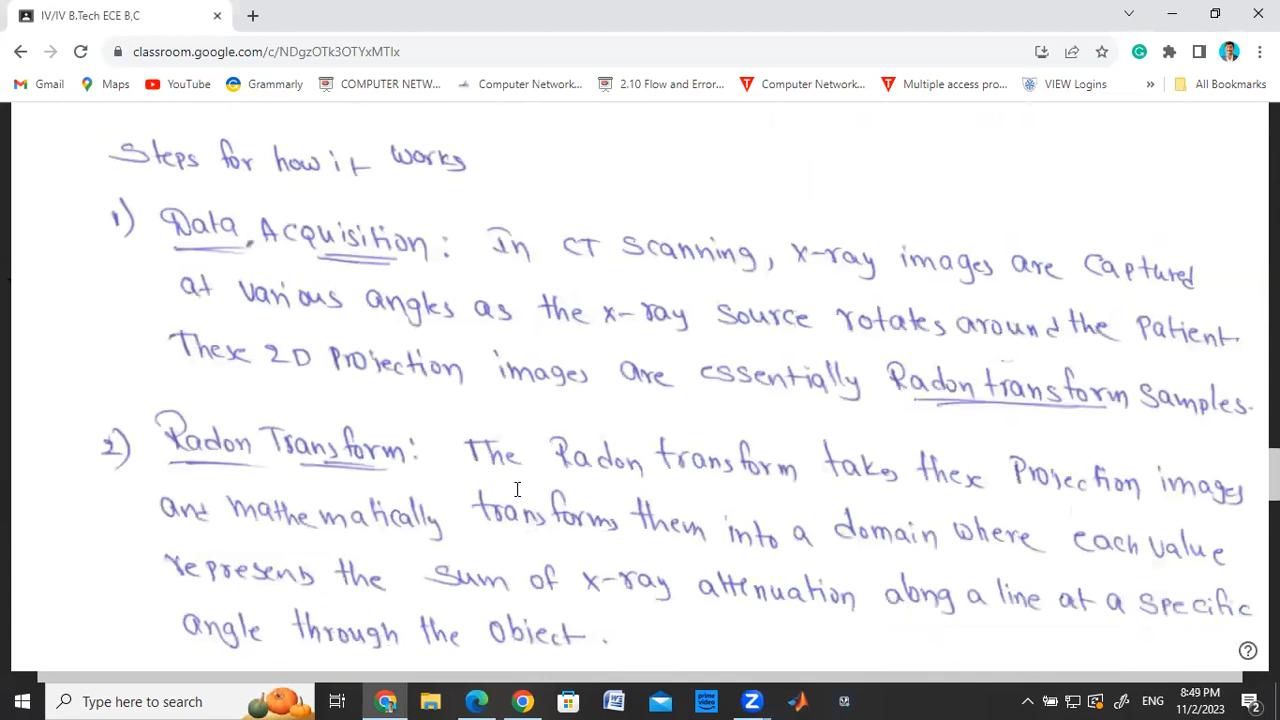 IV/IV B.Tech ECE B,C
classroom.google.com/c/NDgzOTk3OTYxMTIx
Gmail Maps YouTube Grammarly COMPUTER NETW... Computer Network... 2.10 Flow and Error... Computer Network... Multiple access pro... VIEW Logins » All Bookmarks
Steps for how it works
1) Data Acquisition: In CT Scanning, x-ray images are captured
at various angles as the x-ray source rotates around the patient.
These 2D Projection images are essentially Radon transform samples.
2) Radon Transform: The Radon transform takes these Projection images
and mathematically transforms them into a domain where each value
represents the sum of x-ray attenuation along a line at a specific
angle through the object.
Type here to search
ENG
8:49 PM
11/2/2023
2